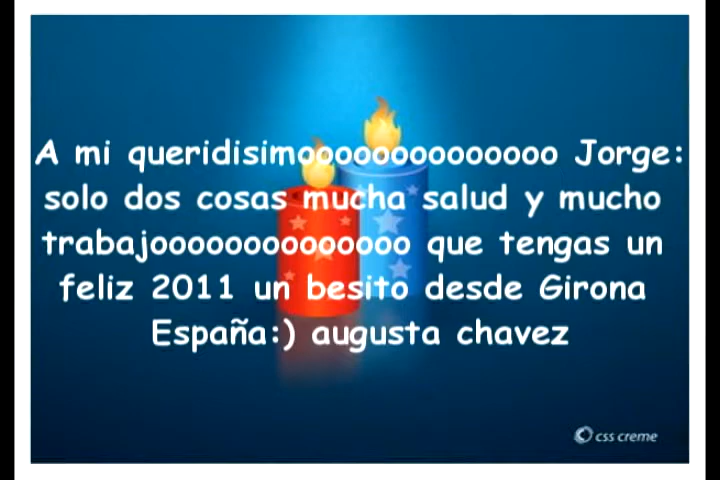 A mi queridisimoooooooooooooo Jorge:
solo dos cosas mucha salud y mucho
trabajoooooooooooooo que tengas un
feliz 2011 un besito desde Girona
España:) augusta chavez
css creme